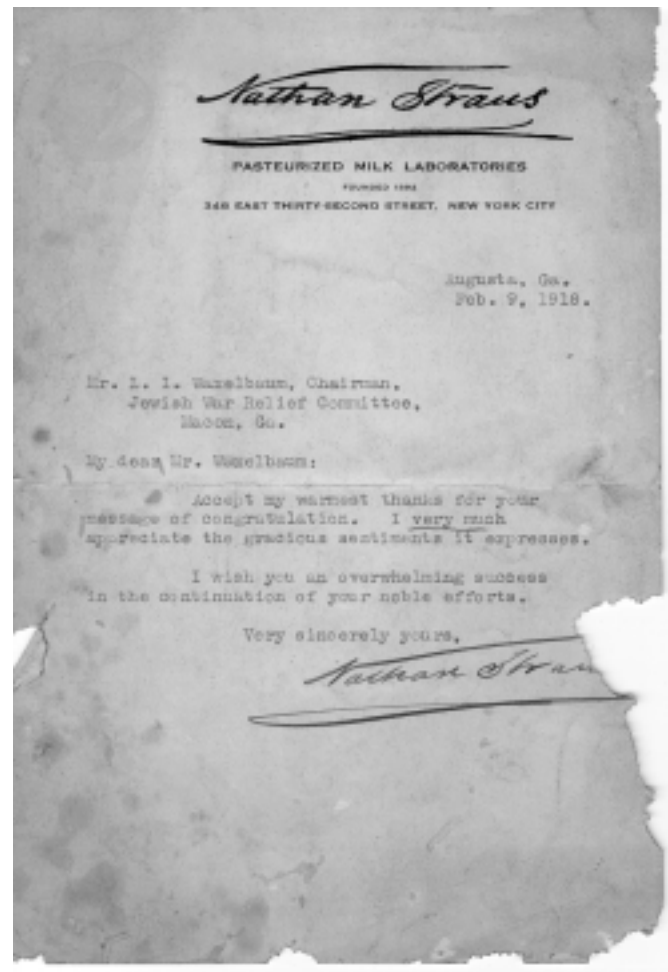 Nathan Straus
PASTEURIZED MILK LABORATORIES
FOUNDED 1892
348 EAST THIRTY-SECOND STREET, NEW YORK CITY
Augusta, Ga.
Feb. 9, 1918.
Mr. L. I. Waxelbaum, Chairman,
Jewish War Relief Committee,
Macon, Ga.
My dear Mr. Waxelbaum:
Accept my warmest thanks for your
message of congratulation. I very much
appreciate the gracious sentiments it expresses.
I wish you an overwhelming success
in the continuation of your noble efforts.
Very sincerely yours,
Nathan Strau